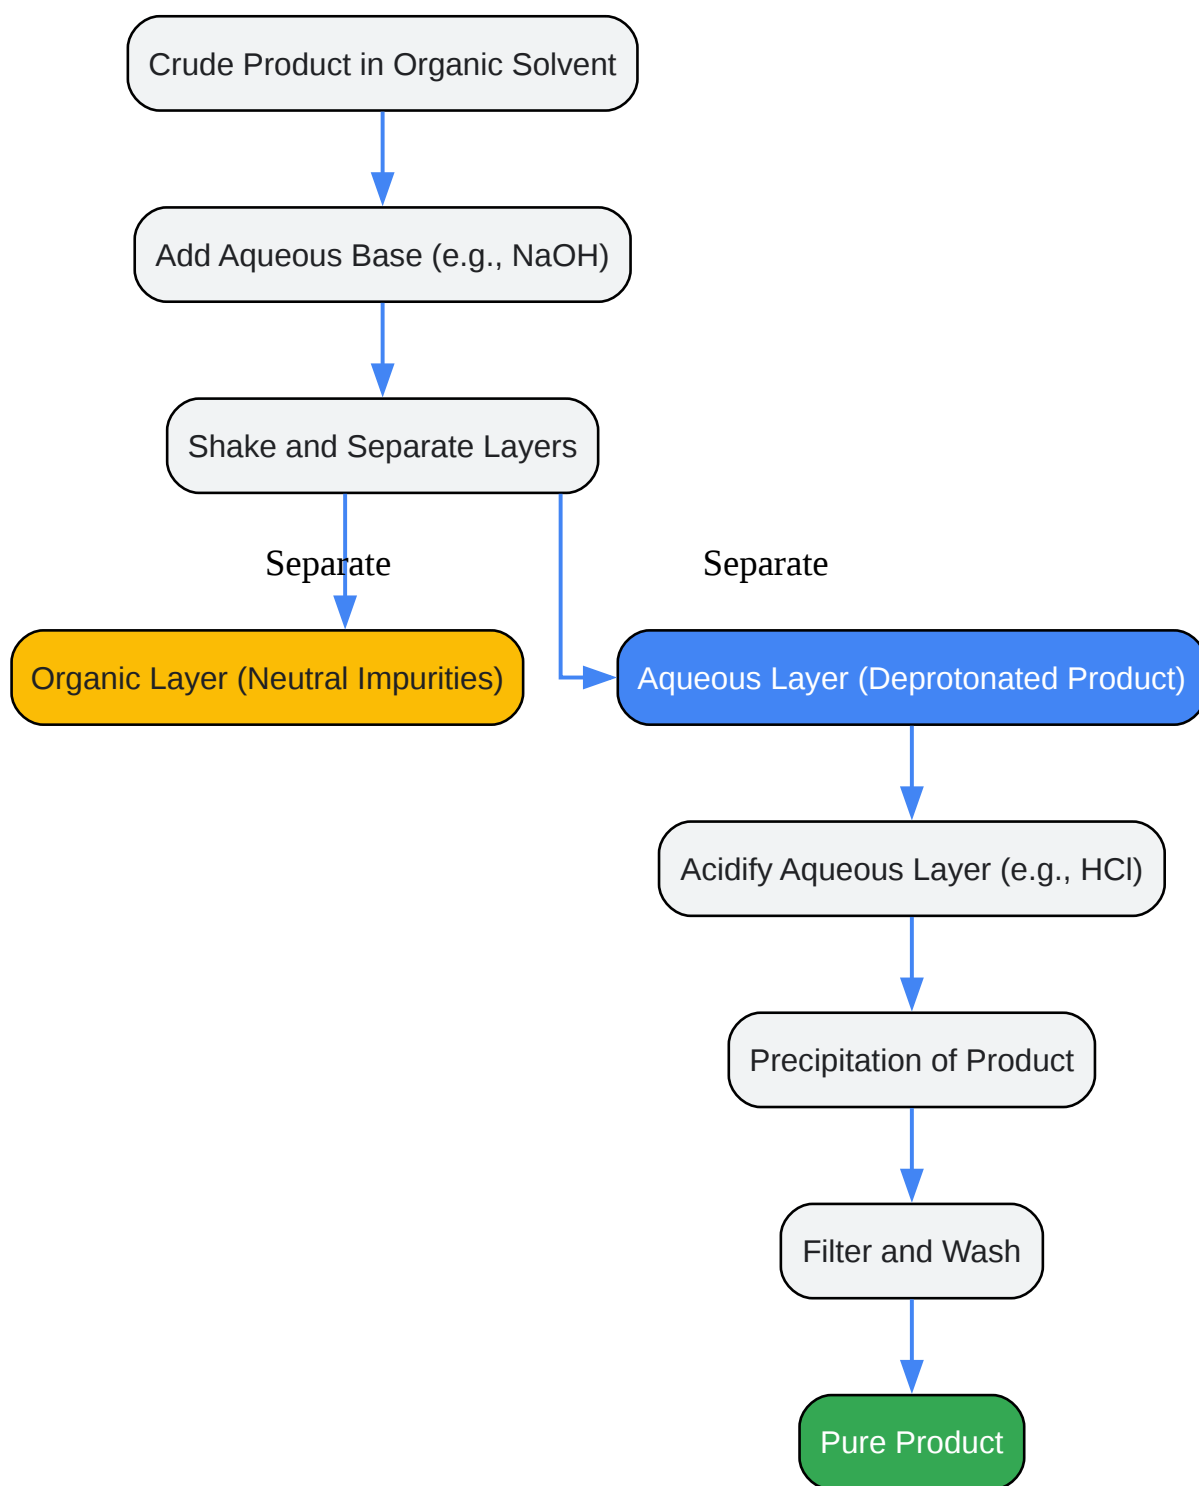 Crude Product in Organic Solvent
Add Aqueous Base (e.g., NaOH)
Shake and Separate Layers
Separate
Separate
Organic Layer (Neutral Impurities)
Aqueous Layer (Deprotonated Product)
Acidify Aqueous Layer (e.g., HCl)
Precipitation of Product
Filter and Wash
Pure Product